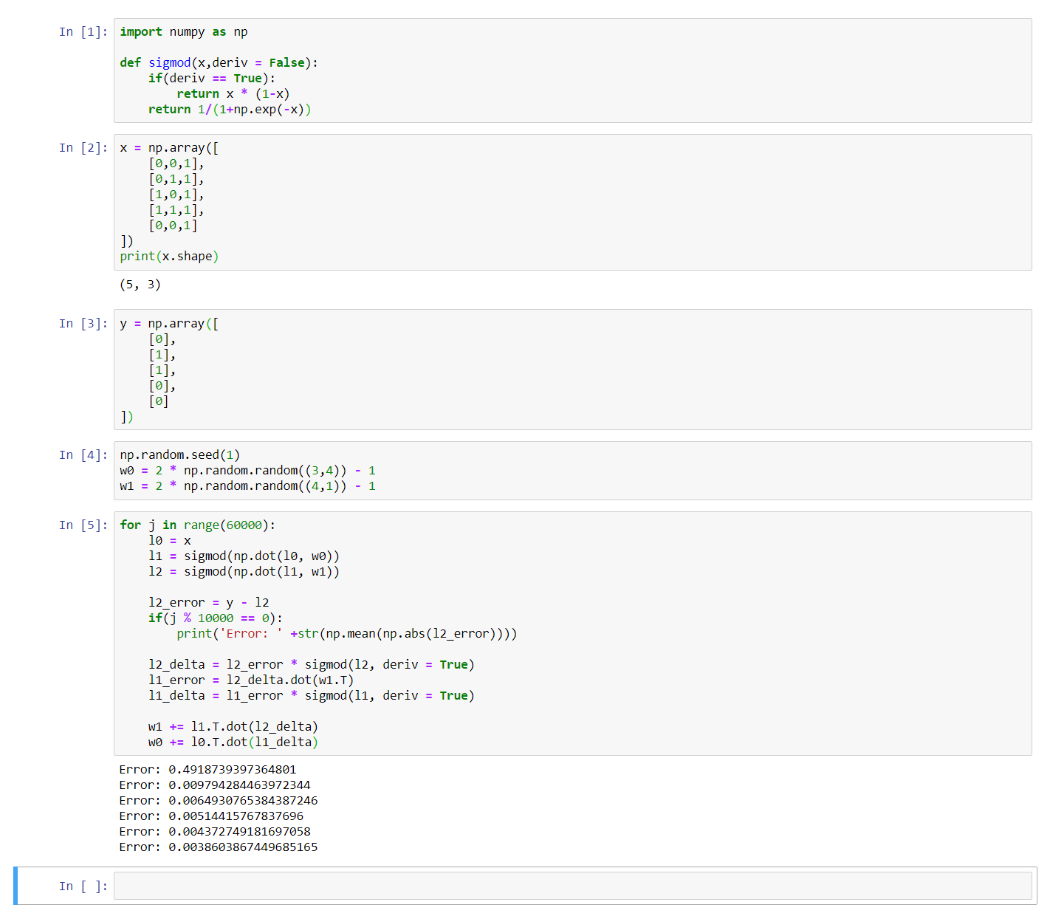 In [1]: import numpy as np
def sigmod(x,deriv = False):
    if(deriv == True):
        return x * (1-x)
    return 1/(1+np.exp(-x))
In [2]: x = np.array([
    [0,0,1],
    [0,1,1],
    [1,0,1],
    [1,1,1],
    [0,0,1]
])
print(x.shape)
(5, 3)
In [3]: y = np.array([
    [0],
    [1],
    [1],
    [0],
    [0]
])
In [4]: np.random.seed(1)
w0 = 2 * np.random.random((3,4)) - 1
w1 = 2 * np.random.random((4,1)) - 1
In [5]: for j in range(60000):
    l0 = x
    l1 = sigmod(np.dot(l0, w0))
    l2 = sigmod(np.dot(l1, w1))
    l2_error = y - l2
    if(j % 10000 == 0):
        print('Error: ' +str(np.mean(np.abs(l2_error))))
    l2_delta = l2_error * sigmod(l2, deriv = True)
    l1_error = l2_delta.dot(w1.T)
    l1_delta = l1_error * sigmod(l1, deriv = True)
    w1 += l1.T.dot(l2_delta)
    w0 += l0.T.dot(l1_delta)
Error: 0.4918739397364801
Error: 0.009794284463972344
Error: 0.0064930765384387246
Error: 0.00514415767837696
Error: 0.004372749181697058
Error: 0.0038603867449685165
In [ ]: